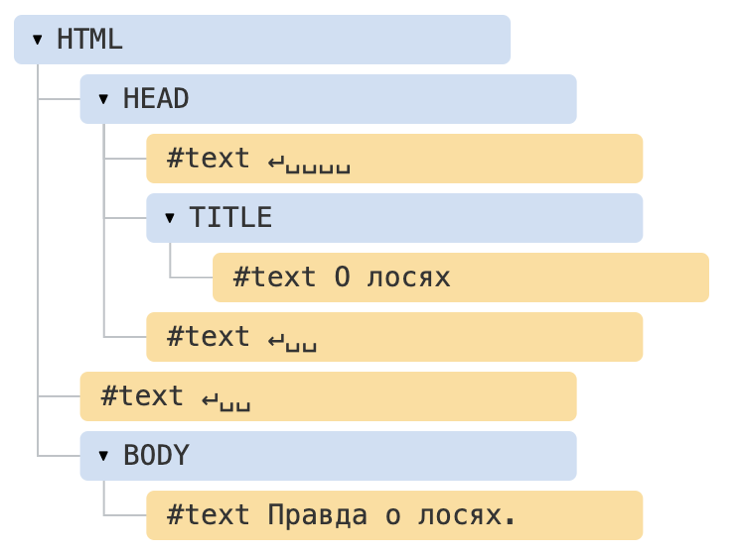 ▼ HTML
▼ HEAD
#text ↵␣␣␣␣
▼ TITLE
#text О лосях
#text ↵␣␣
#text ↵␣␣
▼ BODY
#text Правда о лосях.